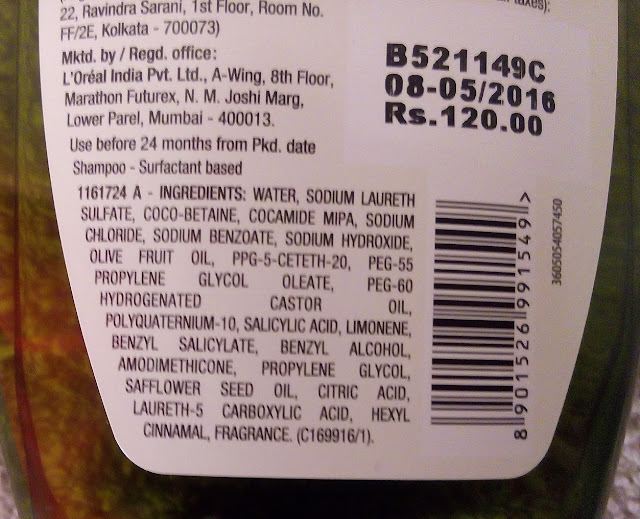 22, Ravindra Sarani, 1st Floor, Room No.
FF/2E, Kolkata - 700073)
Mktd. by / Regd. office:
L'Oréal India Pvt. Ltd., A-Wing, 8th Floor,
Marathon Futurex, N. M. Joshi Marg,
Lower Parel, Mumbai - 400013.
Use before 24 months from Pkd. date
Shampoo - Surfactant based
taxes):
B521149C
08-05/2016
Rs.120.00
1161724 A - INGREDIENTS: WATER, SODIUM LAURETH
SULFATE, COCO-BETAINE, COCAMIDE MIPA, SODIUM
CHLORIDE, SODIUM BENZOATE, SODIUM HYDROXIDE,
OLIVE FRUIT OIL, PPG-5-CETETH-20, PEG-55
PROPYLENE GLYCOL OLEATE, PEG-60
HYDROGENATED CASTOR OIL,
POLYQUATERNIUM-10, SALICYLIC ACID, LIMONENE,
BENZYL SALICYLATE, BENZYL ALCOHOL,
AMODIMETHICONE, PROPYLENE GLYCOL,
SAFFLOWER SEED OIL, CITRIC ACID,
LAURETH-5 CARBOXYLIC ACID, HEXYL
CINNAMAL, FRAGRANCE. (C169916/1).
8 901526 991549 >
3605054057450